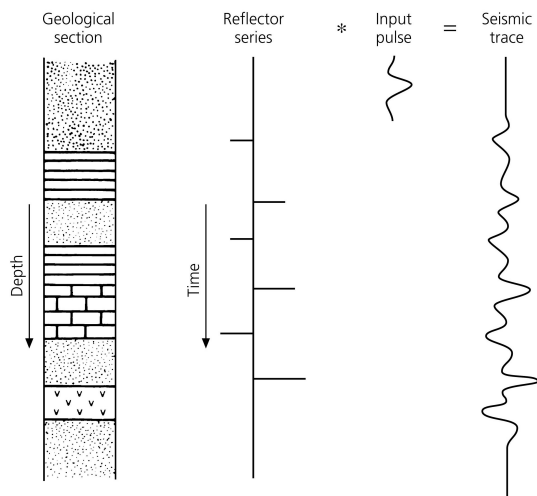 Geological
section
Reflector
series
*
Input
pulse
=
Seismic
trace
Depth
Time